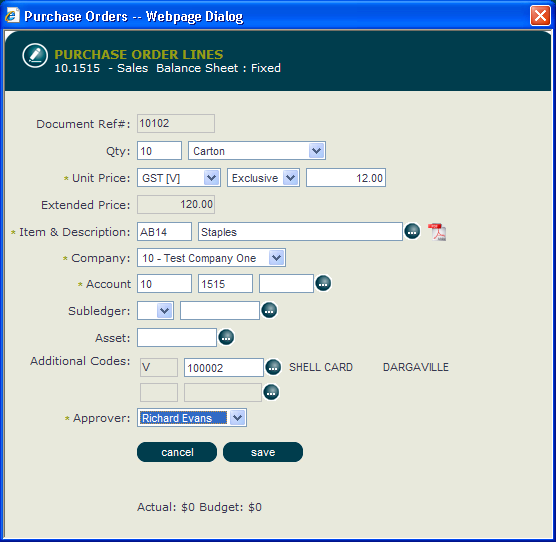 Purchase Orders -- Webpage Dialog
PURCHASE ORDER LINES
10.1515 - Sales Balance Sheet : Fixed
Document Ref#: 10102
Qty: 10 Carton
* Unit Price: GST [V] Exclusive 12.00
Extended Price: 120.00
* Item & Description: AB14 Staples ...
* Company: 10 - Test Company One
* Account 10 1515 ...
Subledger: ...
Asset: ...
Additional Codes: V 100002 ... SHELL CARD DARGAVILLE
...
* Approver: Richard Evans
cancel save
Actual: $0 Budget: $0